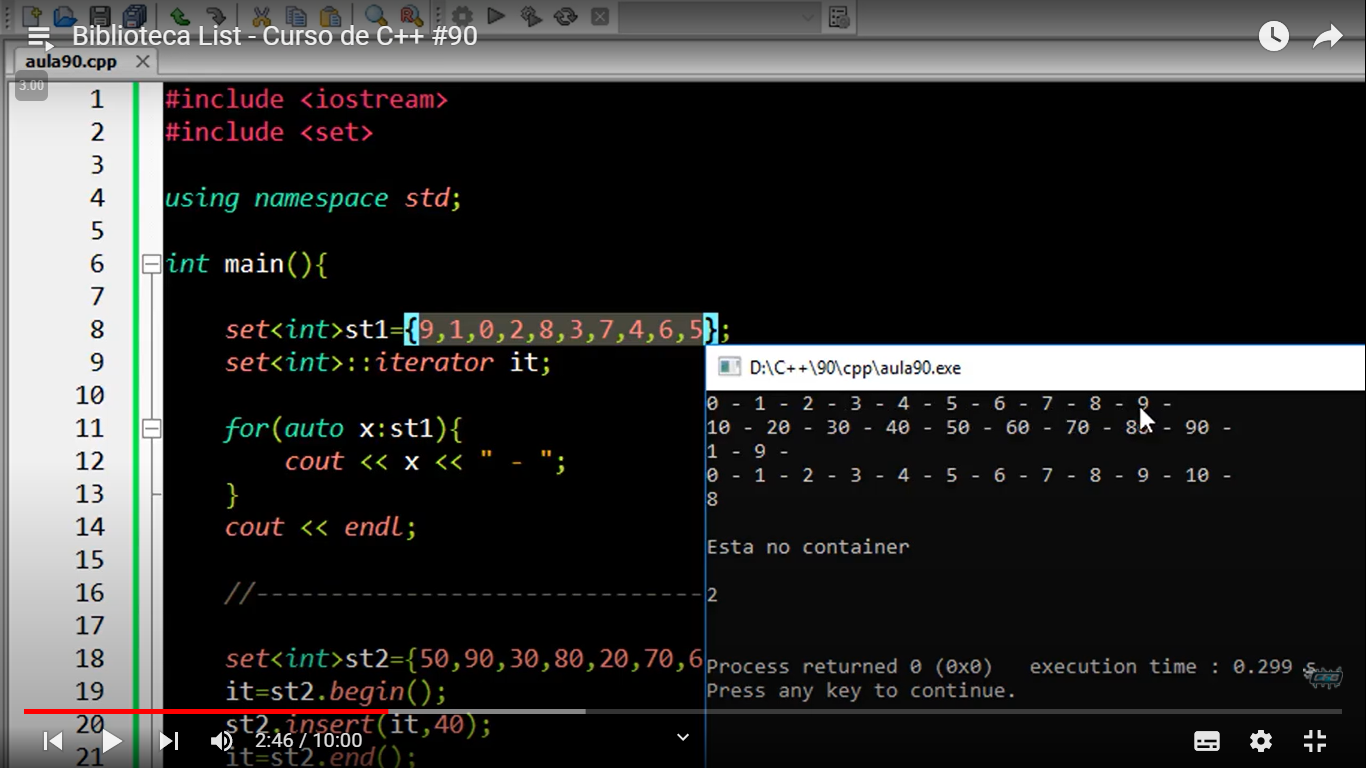 Biblioteca List - Curso de C++ #90
aula90.cpp
3.00
1 #include <iostream>
2 #include <set>
3
4 using namespace std;
5
6 int main(){
7
8 set<int>st1={9,1,0,2,8,3,7,4,6,5};
9 set<int>::iterator it;
10
11 for(auto x:st1){
12 cout << x << " - ";
13 }
14 cout << endl;
15
16 //------------------------------
17
18 set<int>st2={50,90,30,80,20,70,6
19 it=st2.begin();
20 st2.insert(it,40);
21 it=st2.end();
D:\C++\90\cpp\aula90.exe
0 - 1 - 2 - 3 - 4 - 5 - 6 - 7 - 8 - 9 -
10 - 20 - 30 - 40 - 50 - 60 - 70 - 80 - 90 -
1 - 9 -
0 - 1 - 2 - 3 - 4 - 5 - 6 - 7 - 8 - 9 - 10 -
8
Esta no container
2
Process returned 0 (0x0) execution time : 0.299 s
Press any key to continue.
2:46 / 10:00